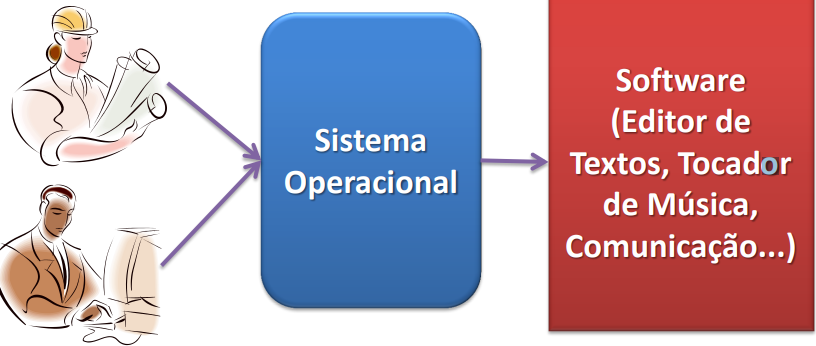 Sistema
Operacional
Software
(Editor de
Textos, Tocador
de Música,
Comunicação...)